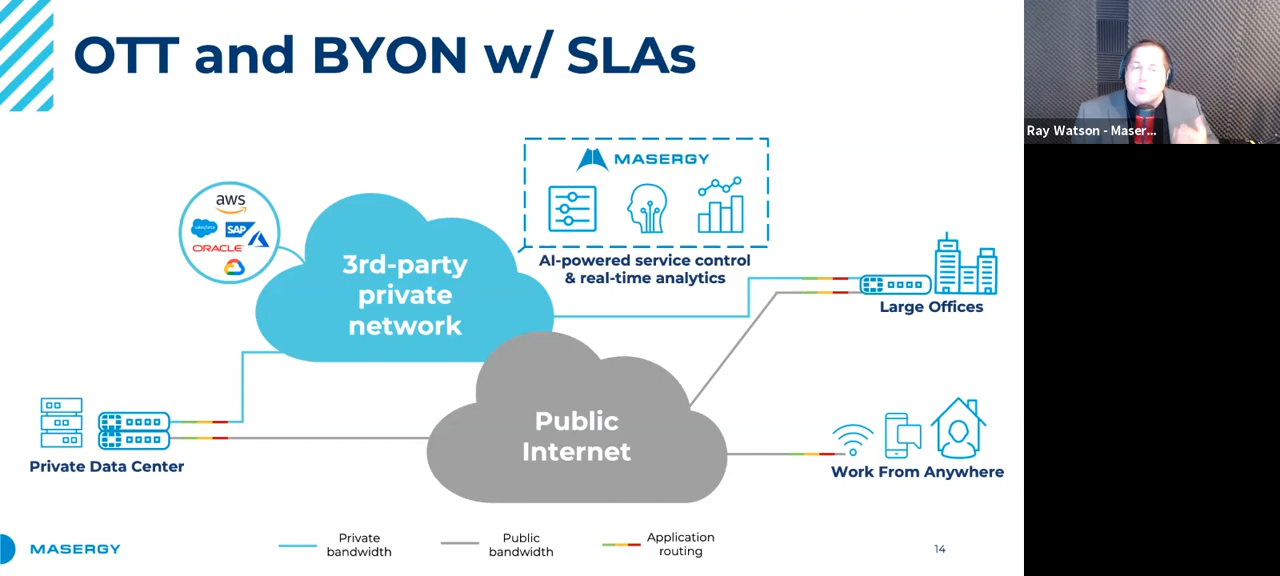 OTT and BYON w/ SLAs
Ray Watson - Maser...
MASERGY
aws
salesforce
SAP
ORACLE
3rd-party
private
network
AI-powered service control
& real-time analytics
Large Offices
Public
Internet
Private Data Center
Work From Anywhere
MASERGY
Private
bandwidth
Public
bandwidth
Application
routing
14